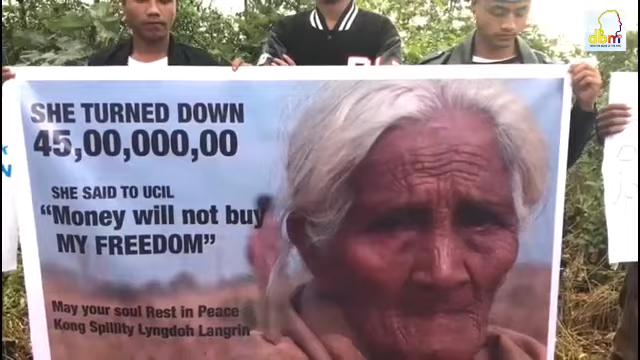 dbm
SHE TURNED DOWN
45,00,000,00
SHE SAID TO UCIL
“Money will not buy
MY FREEDOM”
May your soul Rest in Peace
Kong Spillity Lyngdoh Langrin